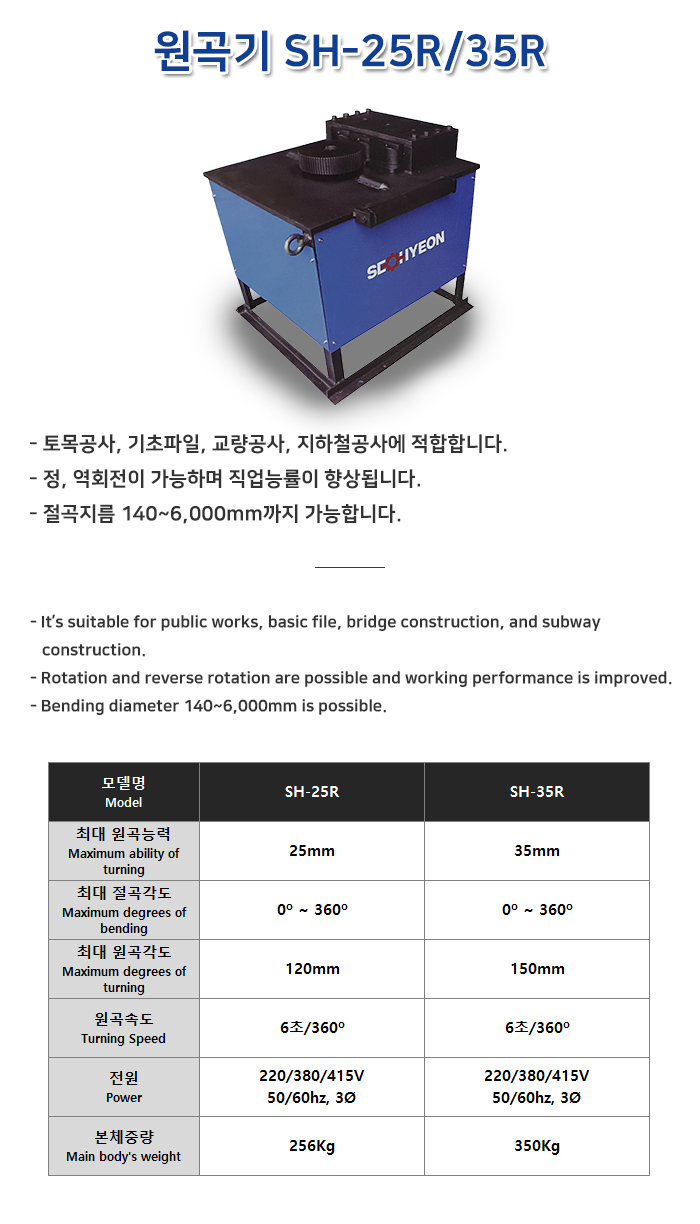 원곡기 SH-25R/35R
SEOHYEON
- 토목공사, 기초파일, 교량공사, 지하철공사에 적합합니다.
- 정, 역회전이 가능하며 직업능률이 향상됩니다.
- 절곡지름 140~6,000mm까지 가능합니다.
- It's suitable for public works, basic file, bridge construction, and subway
construction.
- Rotation and reverse rotation are possible and working performance is improved.
- Bending diameter 140~6,000mm is possible.
모델명
Model
SH-25R
SH-35R
최대 원곡능력
Maximum ability of
turning
25mm
35mm
최대 절곡각도
Maximum degrees of
bending
0º ~ 360º
0º ~ 360º
최대 원곡각도
Maximum degrees of
turning
120mm
150mm
원곡속도
Turning Speed
6초/360º
6초/360º
전원
Power
220/380/415V
50/60hz, 3Ø
220/380/415V
50/60hz, 3Ø
본체중량
Main body's weight
256Kg
350Kg